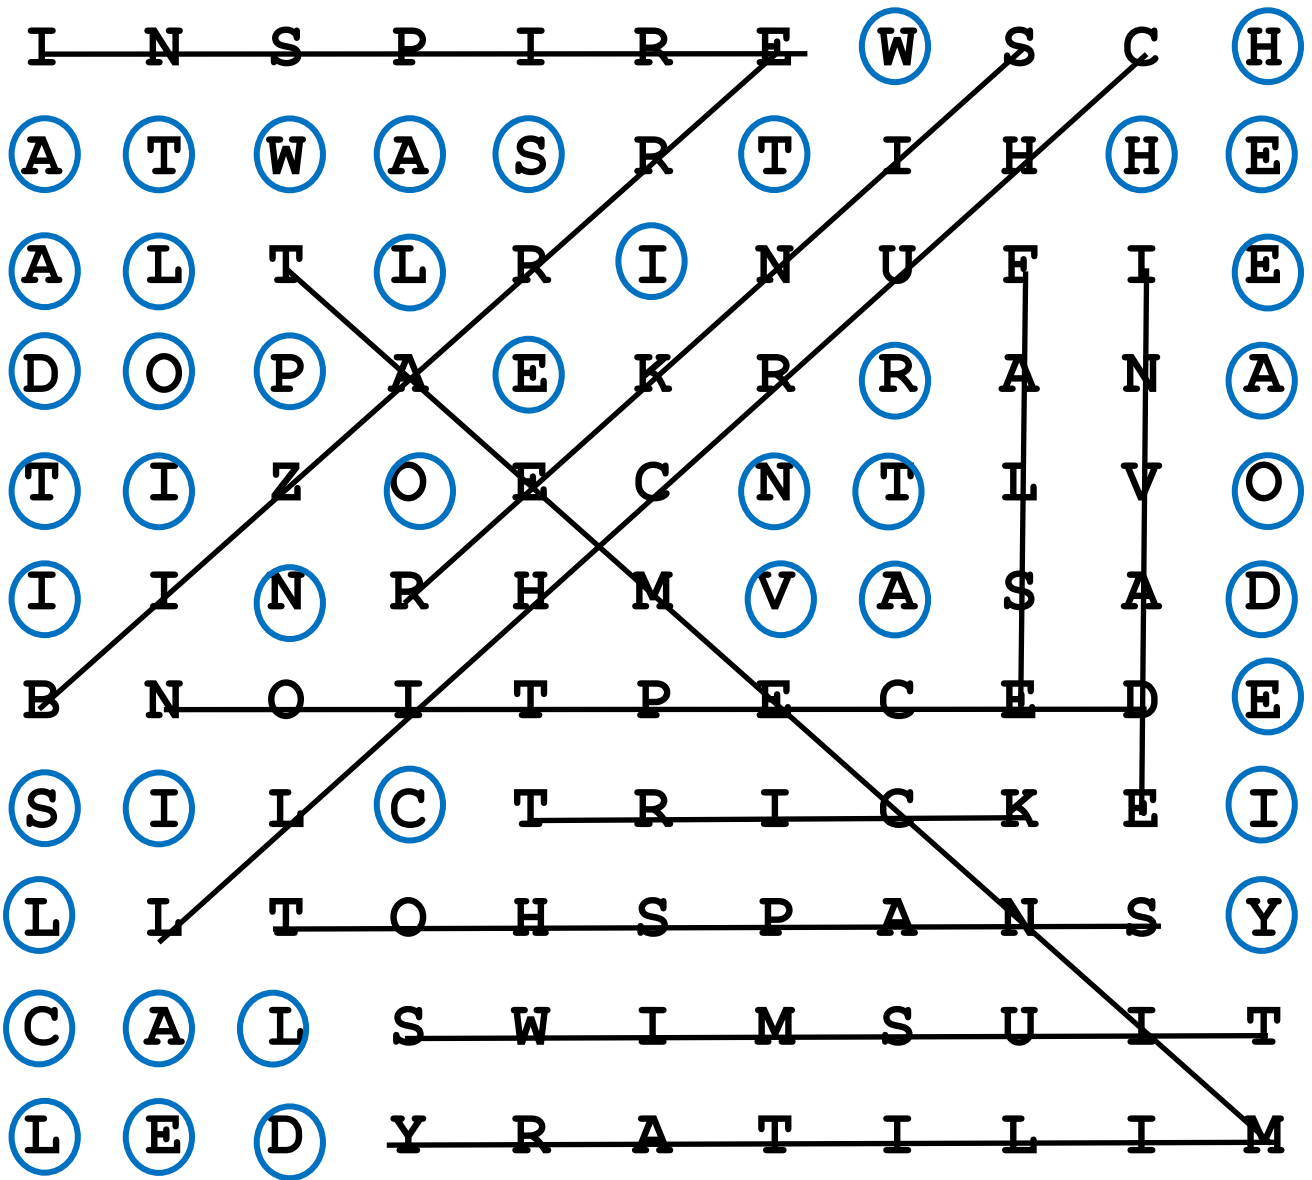 I N S P I R E W S C H
A T W A S R T I H H E
A L T L R I N U F I E
D O P A E K R R A N A
T I Z O E C N T L V O
I I N R H M V A S A D
B N O I T P E C E D E
S I L C T R I C K E I
L L T O H S P A N S Y
C A L S W I M S U I T
L E D Y R A T I L I M